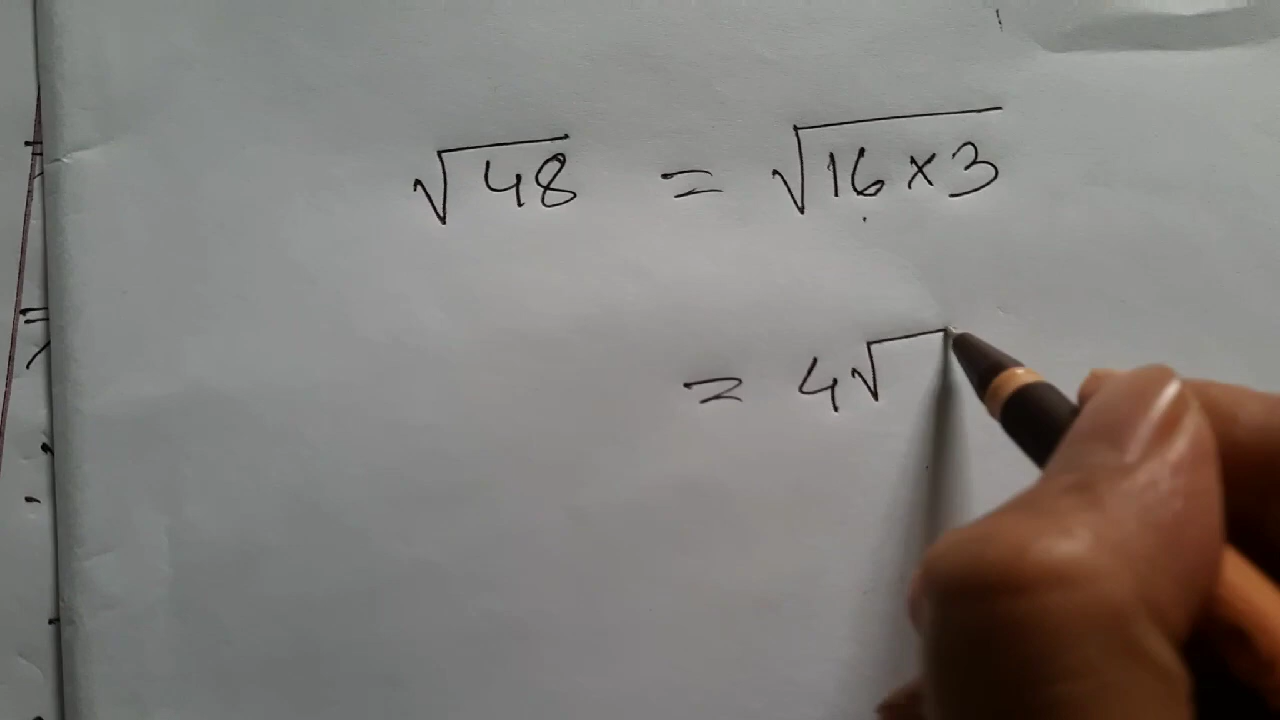 √48 = √16×3
= 4√